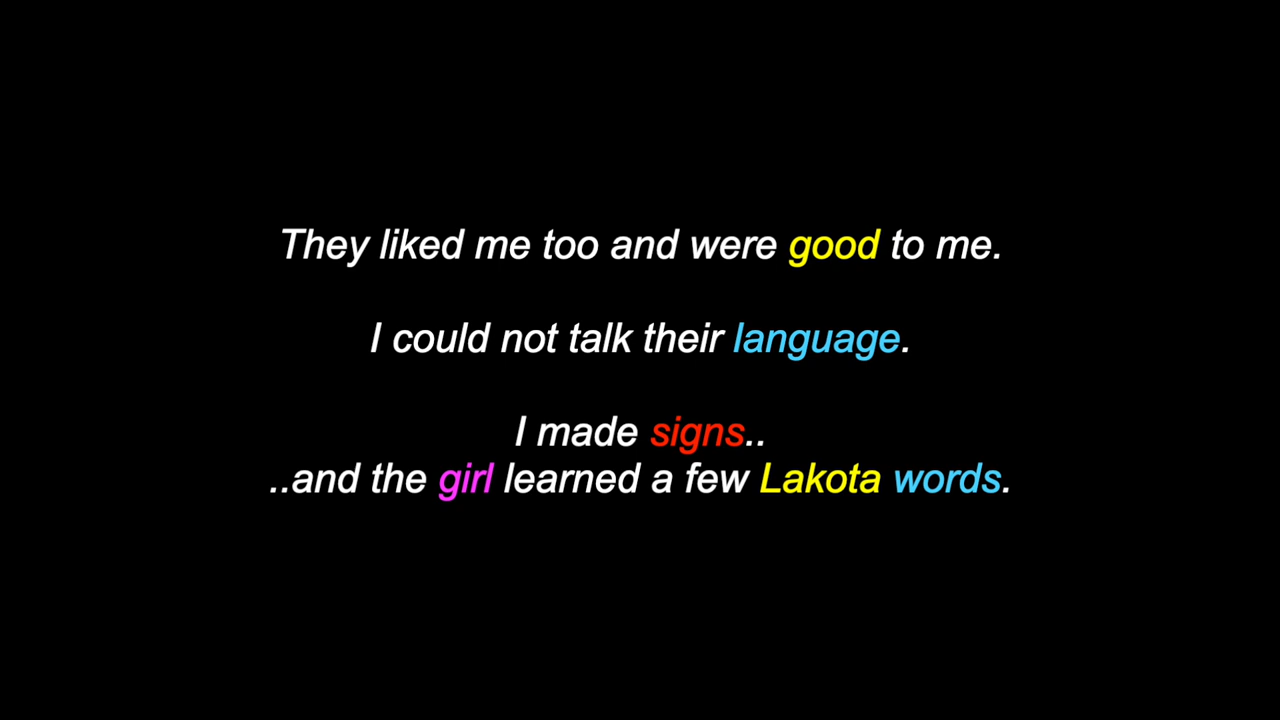 They liked me too and were good to me.
I could not talk their language.
I made signs..
..and the girl learned a few Lakota words.